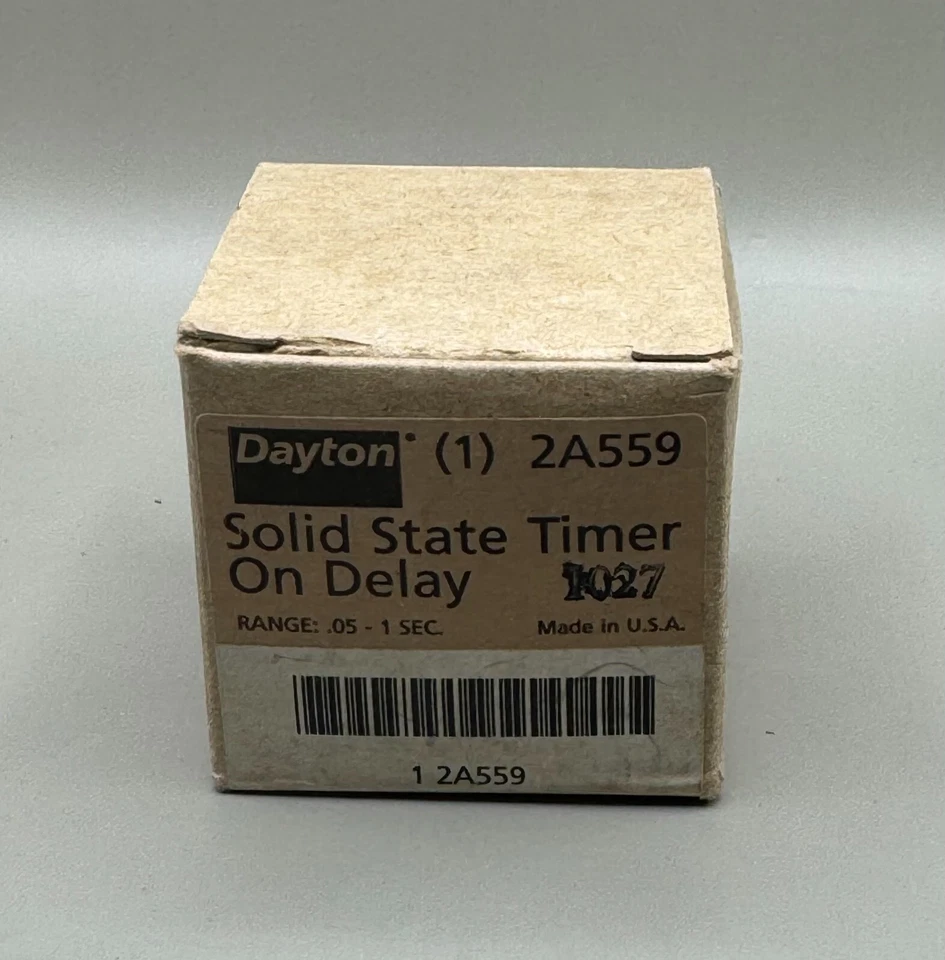 Dayton (1) 2A559
Solid State Timer
On Delay 1027
RANGE: .05 - 1 SEC. Made in U.S.A.
1 2A559